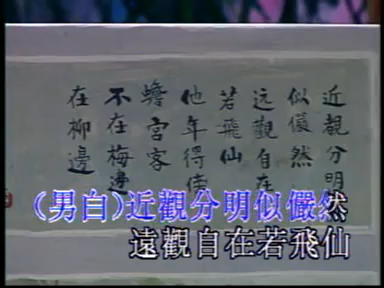 近觀分明
似儼然
远觀自在
若飛仙
他年得傍
蟾宮客
不在梅邊
在柳邊
(男白)近觀分明似儼然
遠觀自在若飛仙